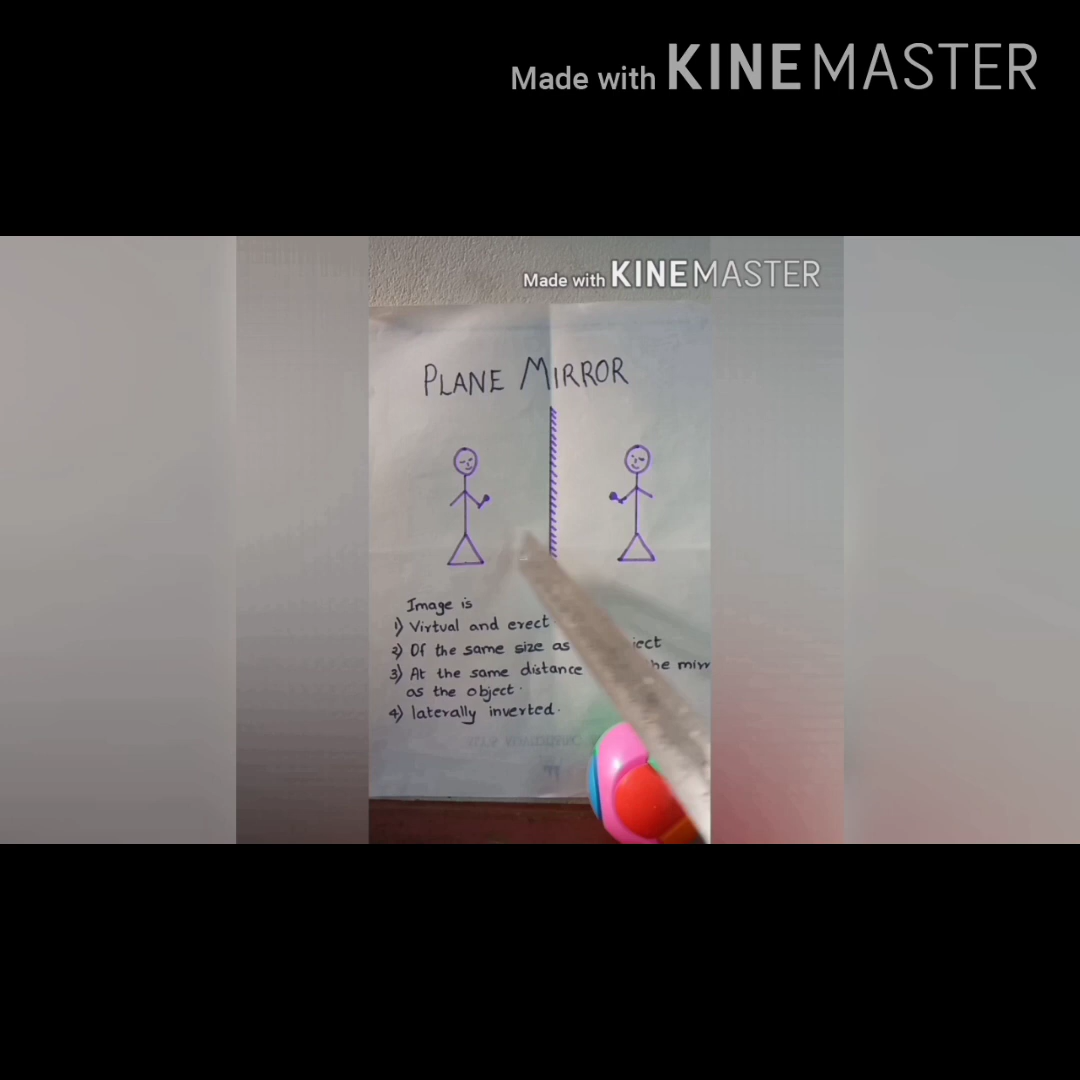 Made with KINEMASTER
Made with KINEMASTER
PLANE MIRROR
Image is
1) Virtual and erect
2) Of the same size as
3) At the same distance
as the object.
4) laterally inverted.